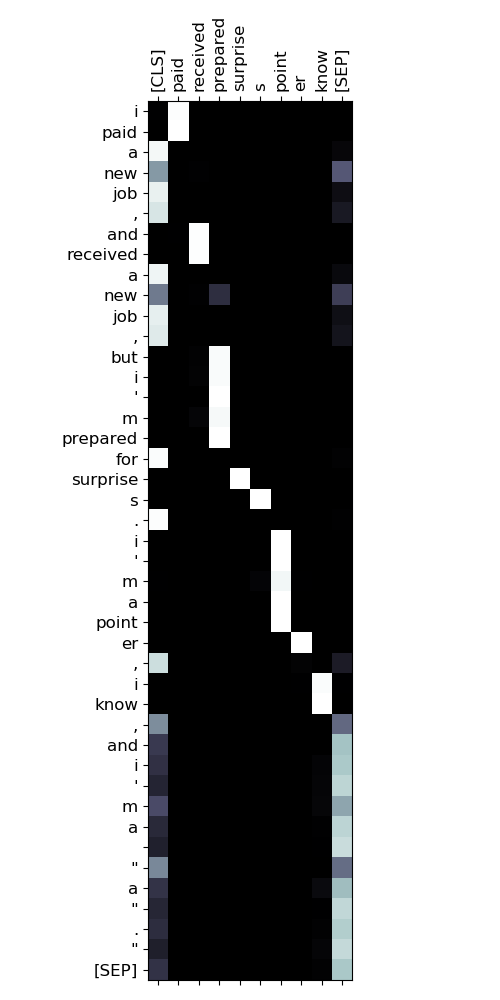 [CLS]
paid
received
prepared
surprise
s
point
er
know
[SEP]
i
paid
a
new
job
,
and
received
a
new
job
,
but
i
'
m
prepared
for
surprise
s
.
i
'
m
a
point
er
,
i
know
,
and
i
'
m
a
"
a
"
.
"
[SEP]